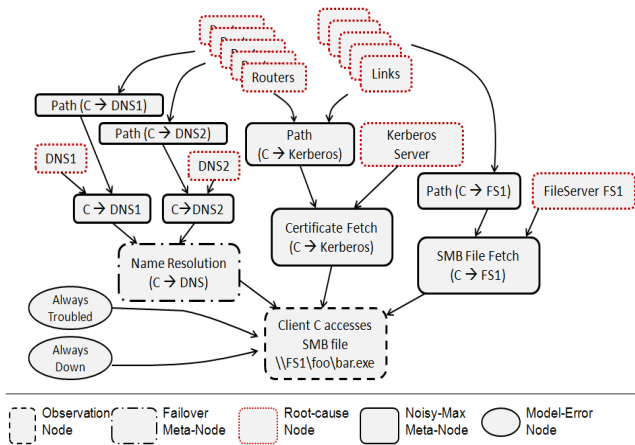 Routers
Links
Path (C → DNS1)
Path (C → DNS2)
Path
(C → Kerberos)
Kerberos
Server
DNS1
DNS2
Path (C → FS1)
FileServer FS1
C → DNS1
C→DNS2
Certificate Fetch
(C → Kerberos)
SMB File Fetch
(C → FS1)
Name Resolution
(C → DNS)
Always
Troubled
Always
Down
Client C accesses
SMB file
\\FS1\foo\bar.exe
Observation
Node
Failover
Meta-Node
Root-cause
Node
Noisy-Max
Meta-Node
Model-Error
Node